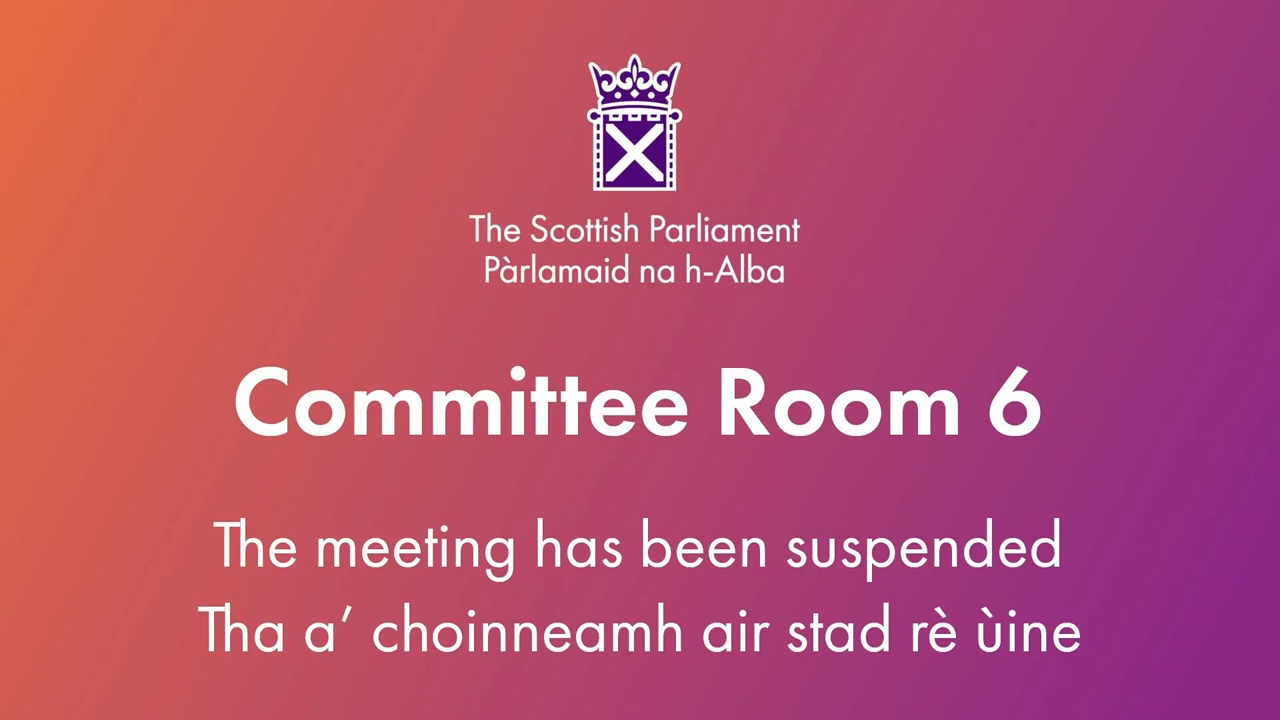 The Scottish Parliament
Pàrlamaid na h-Alba
Committee Room 6
The meeting has been suspended
Tha a’ choinneamh air stad rè ùine